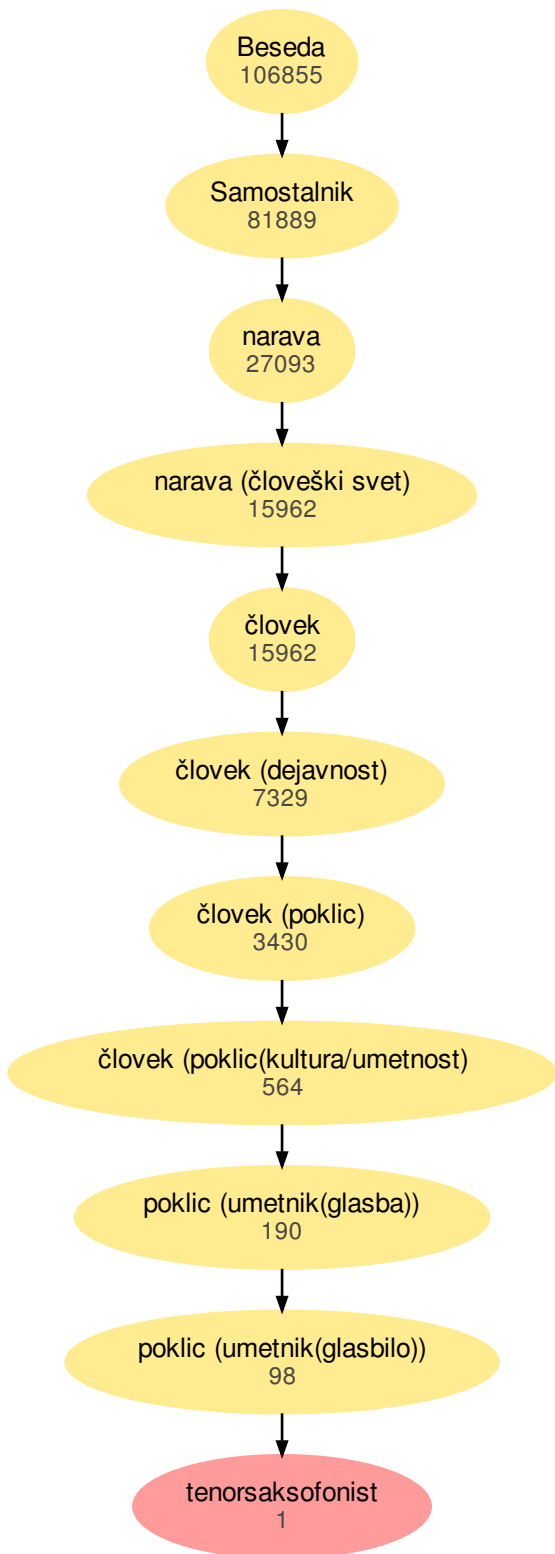 Beseda
106855
Samostalnik
81889
narava
27093
narava (človeški svet)
15962
človek
15962
človek (dejavnost)
7329
človek (poklic)
3430
človek (poklic(kultura/umetnost)
564
poklic (umetnik(glasba))
190
poklic (umetnik(glasbilo))
98
tenorsaksofonist
1